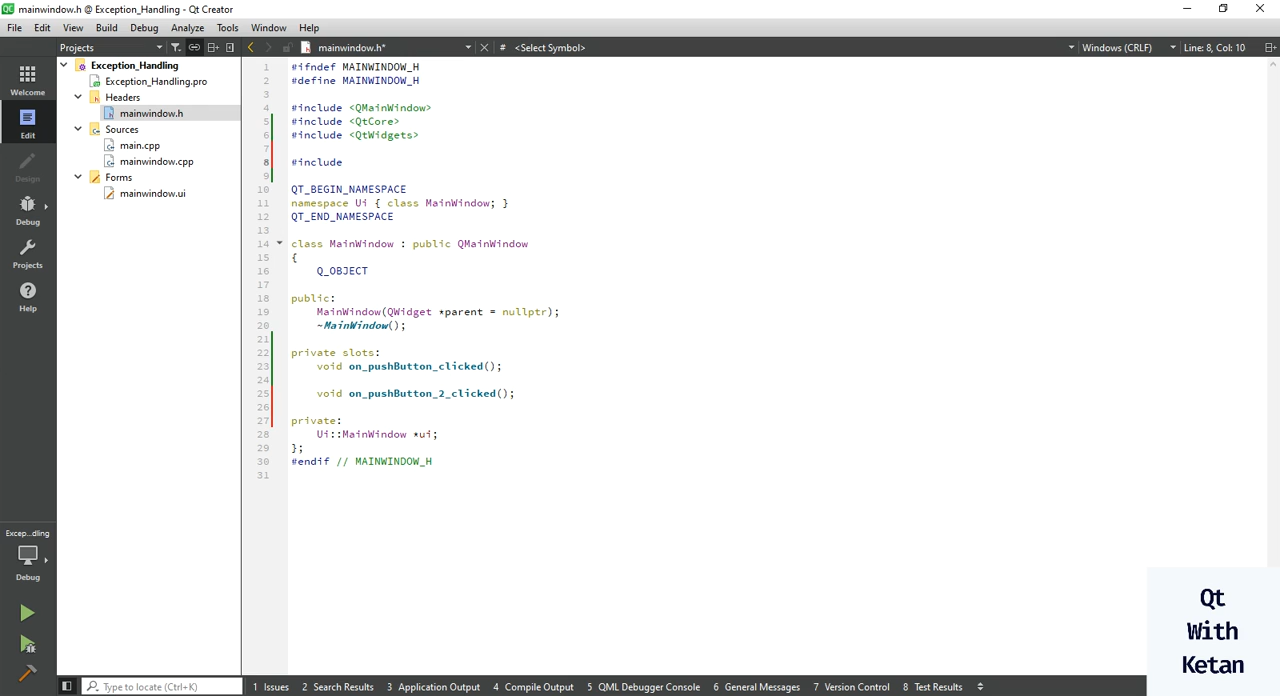 mainwindow.h @ Exception_Handling - Qt Creator
File Edit View Build Debug Analyze Tools Window Help
Projects
mainwindow.h*
# <Select Symbol>
Windows (CRLF)
Line: 8, Col: 10
Welcome
Edit
Design
Debug
Projects
Help
Excep...dling
Debug
Exception_Handling
Exception_Handling.pro
Headers
mainwindow.h
Sources
main.cpp
mainwindow.cpp
Forms
mainwindow.ui
1 #ifndef MAINWINDOW_H
2 #define MAINWINDOW_H
3
4 #include <QMainWindow>
5 #include <QtCore>
6 #include <QtWidgets>
7
8 #include
9
10 QT_BEGIN_NAMESPACE
11 namespace Ui { class MainWindow; }
12 QT_END_NAMESPACE
13
14 class MainWindow : public QMainWindow
15 {
16 Q_OBJECT
17
18 public:
19 MainWindow(QWidget *parent = nullptr);
20 ~MainWindow();
21
22 private slots:
23 void on_pushButton_clicked();
24
25 void on_pushButton_2_clicked();
26
27 private:
28 Ui::MainWindow *ui;
29 };
30 #endif // MAINWINDOW_H
31
Qt
With
Ketan
Type to locate (Ctrl+K)
1 Issues 2 Search Results 3 Application Output 4 Compile Output 5 QML Debugger Console 6 General Messages 7 Version Control 8 Test Results